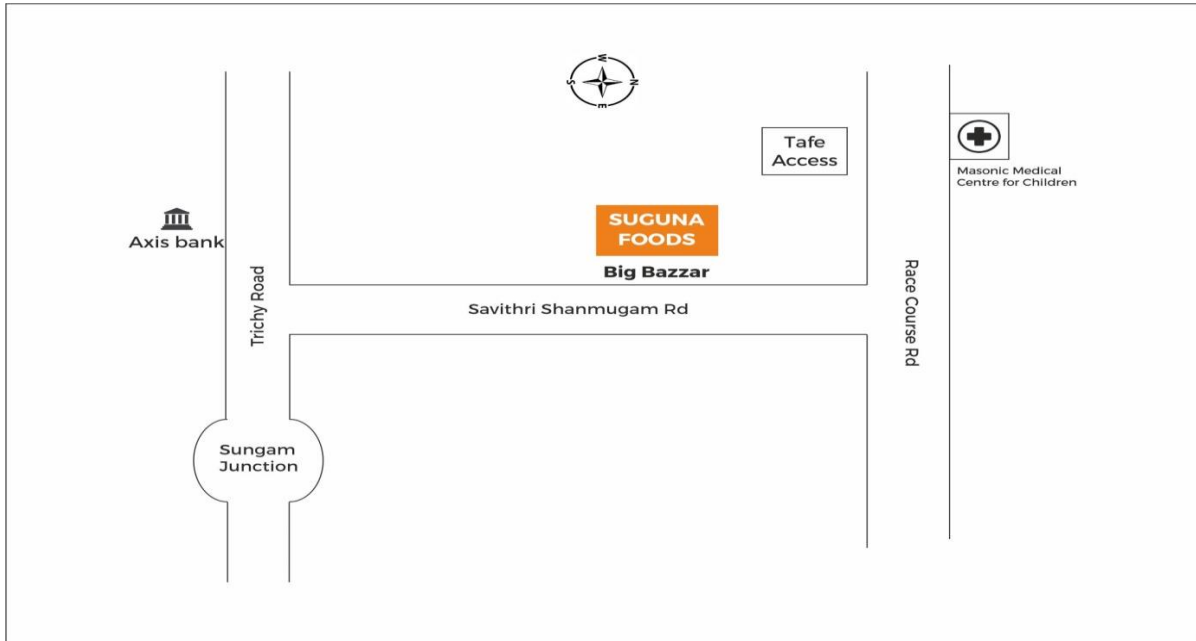 W
N
S
E
Tafe
Access
Masonic Medical
Centre for Children
SUGUNA
FOODS
Axis bank
Big Bazzar
Trichy Road
Savithri Shanmugam Rd
Race Course Rd
Sungam
Junction